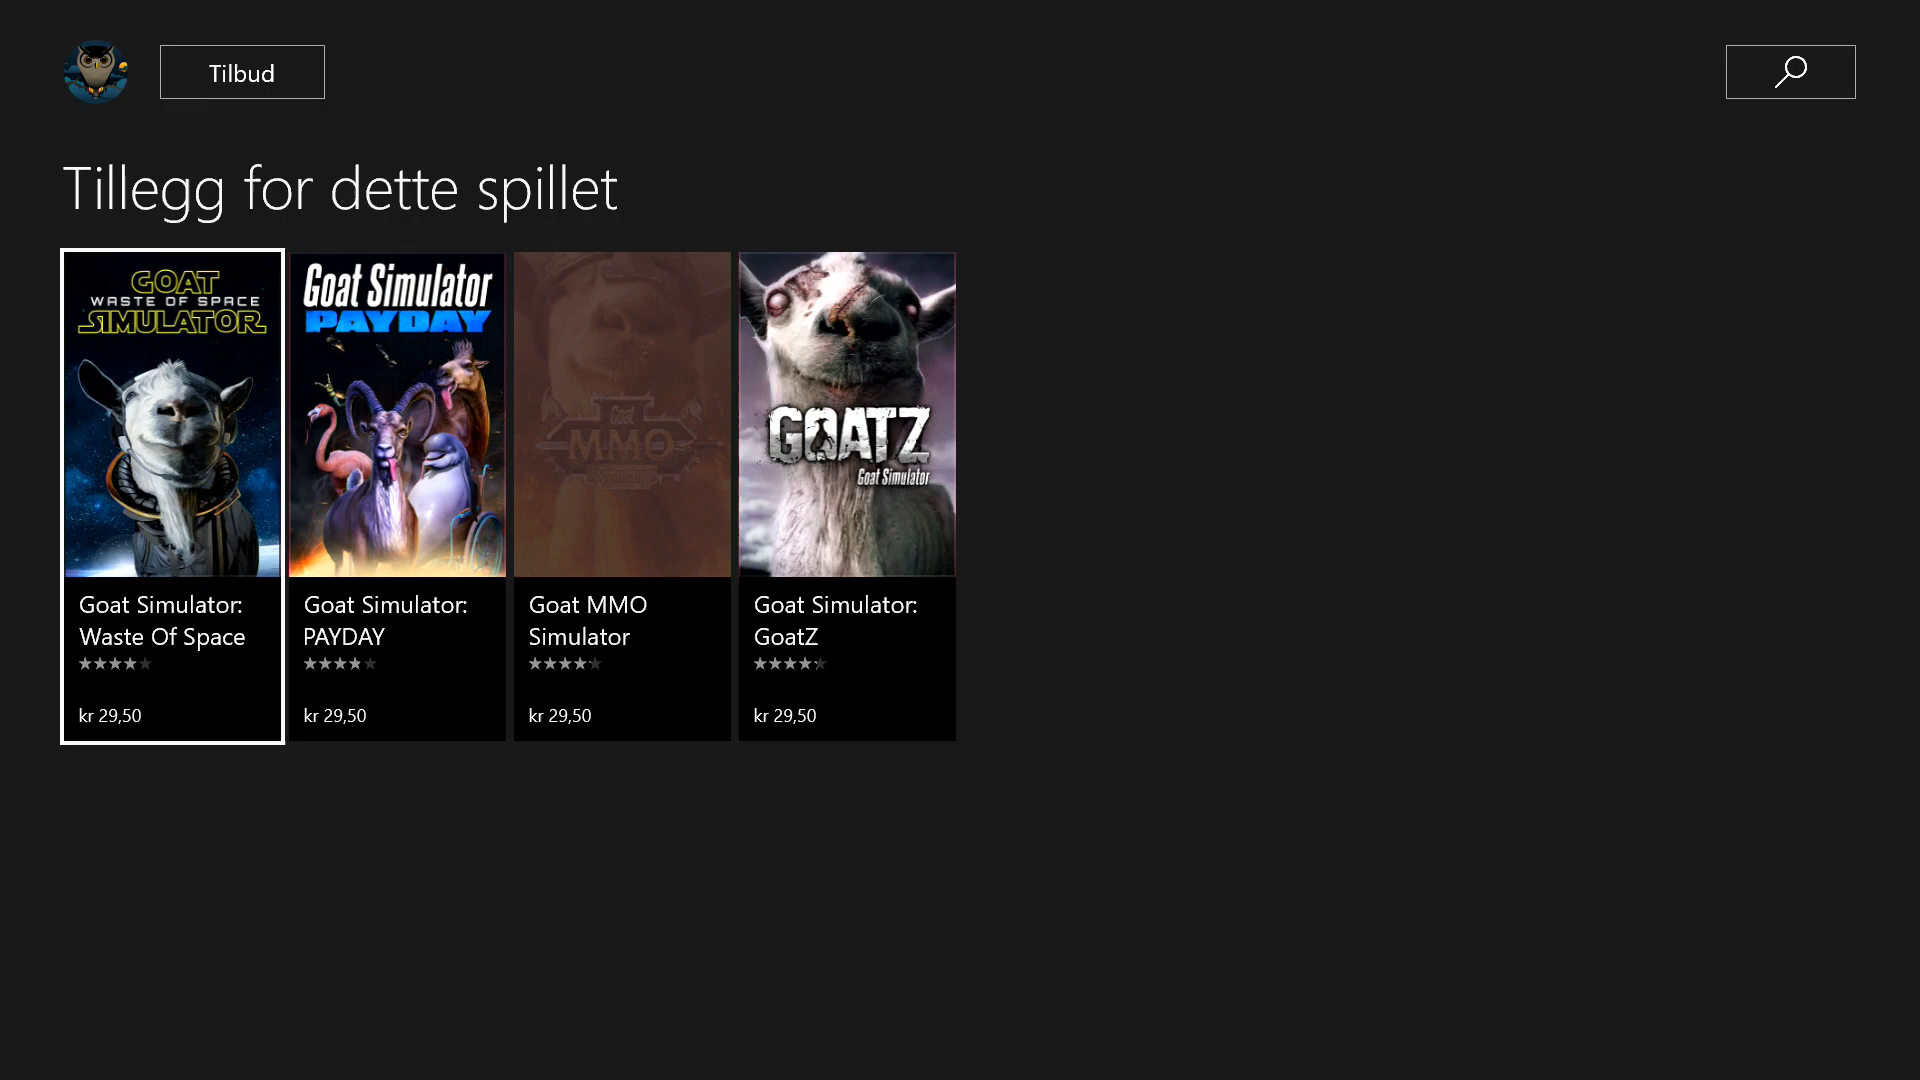 Tilbud
Tillegg for dette spillet
GOAT
WASTE OF SPACE
SIMULATOR
Goat Simulator:
Waste Of Space
kr 29,50
Goat Simulator
PAYDAY
Goat Simulator:
PAYDAY
kr 29,50
Goat
MMO
Simulator
Goat MMO
Simulator
kr 29,50
GOATZ
Goat Simulator
Goat Simulator:
GoatZ
kr 29,50